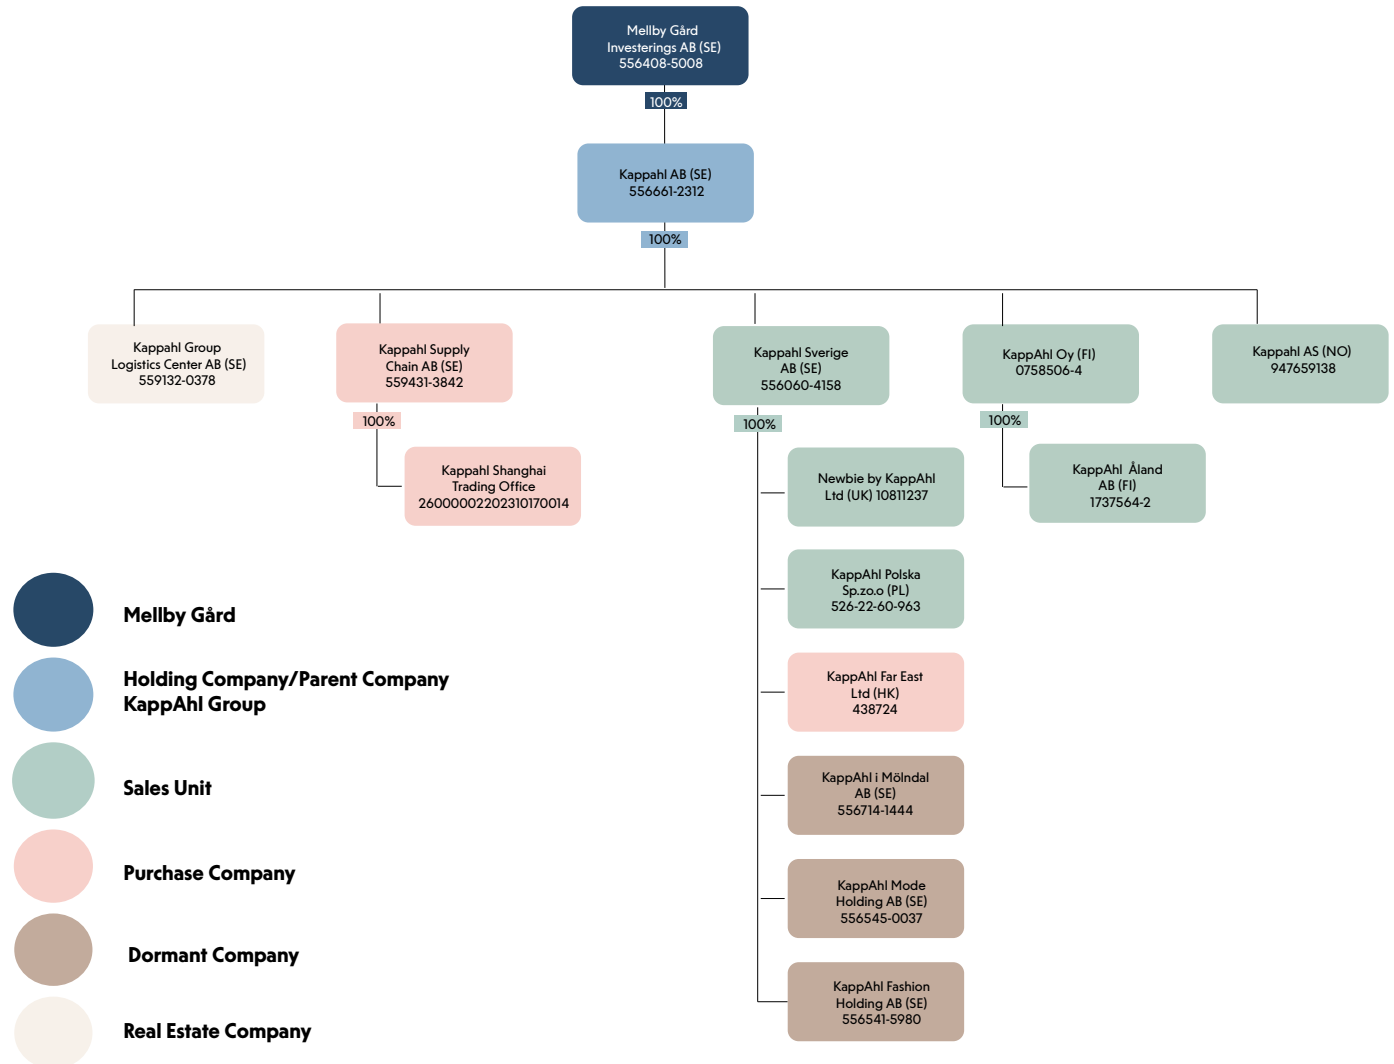 Mellby Gård
Investerings AB (SE)
556408-5008
100%
Kappahl AB (SE)
556661-2312
100%
Kappahl Group
Logistics Center AB (SE)
559132-0378
Kappahl Supply
Chain AB (SE)
559431-3842
100%
Kappahl Shanghai
Trading Office
26000002202310170014
Kappahl Sverige
AB (SE)
556060-4158
100%
Newbie by KappAhl
Ltd (UK) 10811237
KappAhl Polska
Sp.zo.o (PL)
526-22-60-963
KappAhl Far East
Ltd (HK)
438724
KappAhl i Mölndal
AB (SE)
556714-1444
KappAhl Mode
Holding AB (SE)
556545-0037
KappAhl Fashion
Holding AB (SE)
556541-5980
KappAhl Oy (FI)
0758506-4
100%
KappAhl Åland
AB (FI)
1737564-2
Kappahl AS (NO)
947659138
Mellby Gård
Holding Company/Parent Company
KappAhl Group
Sales Unit
Purchase Company
Dormant Company
Real Estate Company